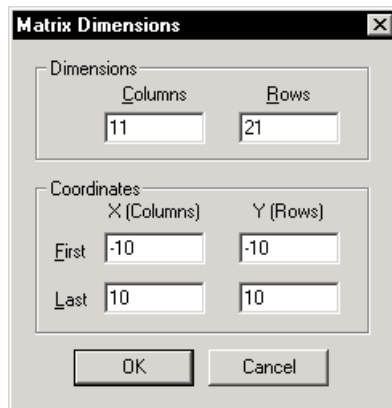 Matrix Dimensions
Dimensions
Columns Rows
11 21
Coordinates
X (Columns) Y (Rows)
First -10 -10
Last 10 10
OK Cancel